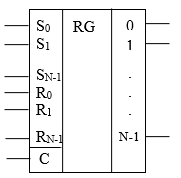 S0 RG 0
S1 1
SN-1 .
R0 .
R1 .
RN-1 N-1
C